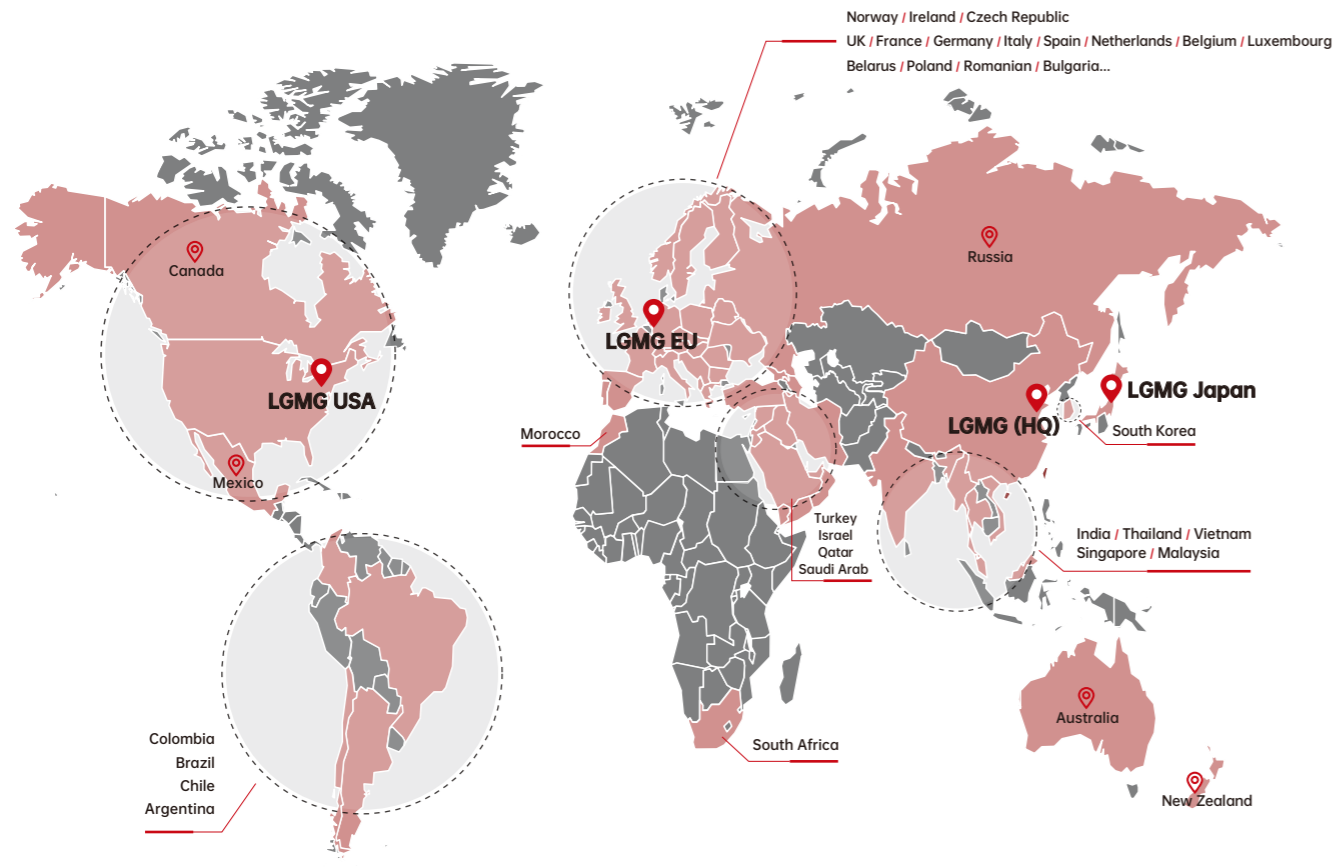 Norway / Ireland / Czech Republic
UK / France / Germany / Italy / Spain / Netherlands / Belgium / Luxembourg
Belarus / Poland / Romanian / Bulgaria...
Canada
Russia
LGMG EU
LGMG USA
LGMG Japan
LGMG (HQ)
South Korea
Morocco
Mexico
Turkey
Israel
Qatar
Saudi Arab
India / Thailand / Vietnam
Singapore / Malaysia
Australia
South Africa
Colombia
Brazil
Chile
Argentina
New Zealand